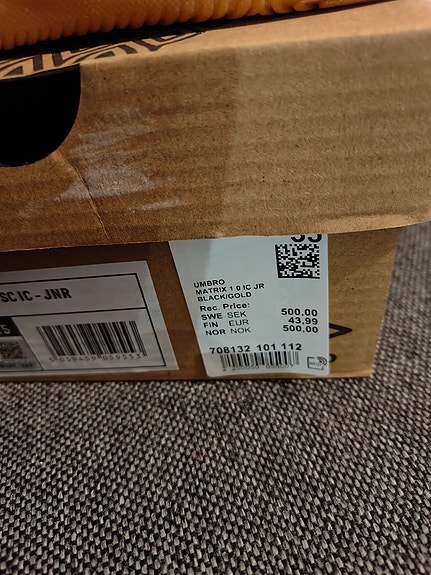 SC IC - JNR
UMBRO
MATRIX 1 0 IC JR
BLACK/GOLD
Rec. Price:
SWE SEK 500,00
FIN EUR 43.99
NOR NOK 500,00
708132 101 112